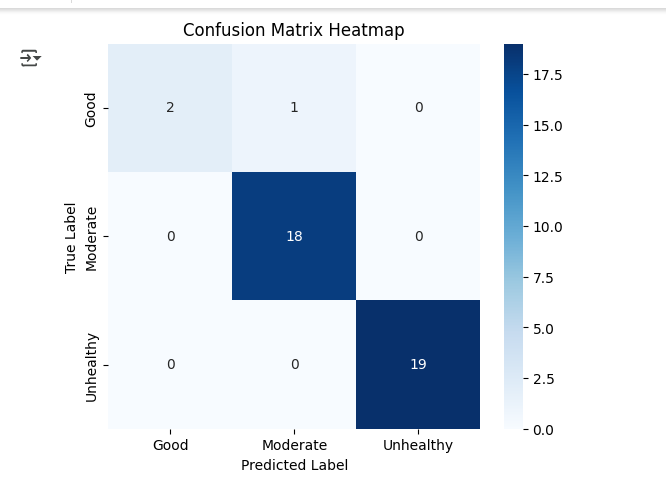 Confusion Matrix Heatmap
Good
2
1
0
17.5
15.0
12.5
True Label
Moderate
0
18
0
10.0
7.5
5.0
Unhealthy
0
0
19
2.5
0.0
Good
Moderate
Unhealthy
Predicted Label